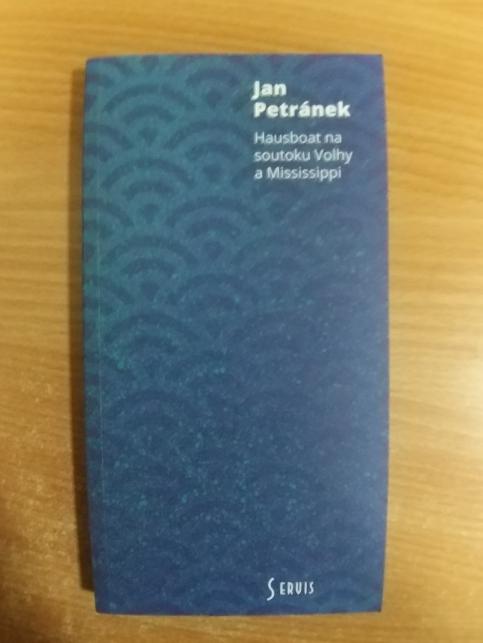 Jan
Petránek
Hausboat na
soutoku Volhy
a Mississippi
SERVIS